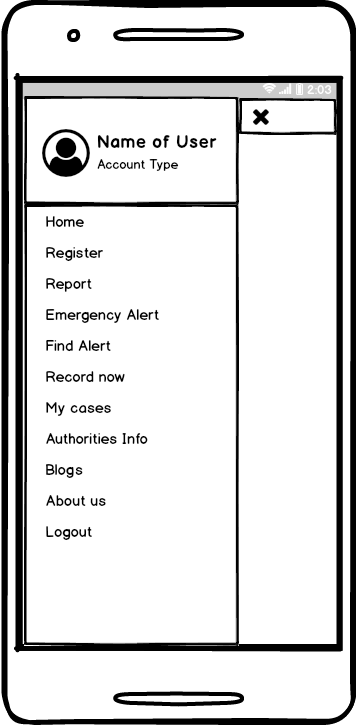 2:03
Name of User
Account Type
Home
Register
Report
Emergency Alert
Find Alert
Record now
My cases
Authorities Info
Blogs
About us
Logout